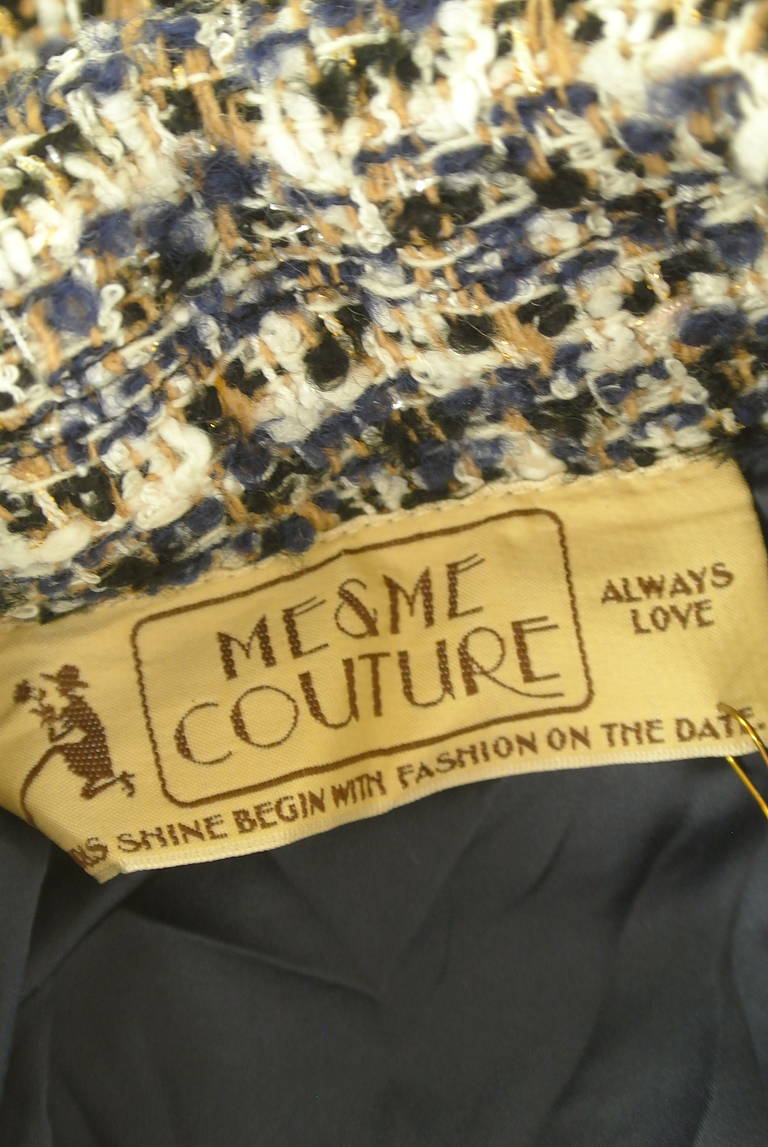 ME&ME
COUTURE
ALWAYS
LOVE
SHINE BEGIN WITH FASHION ON THE DATE.